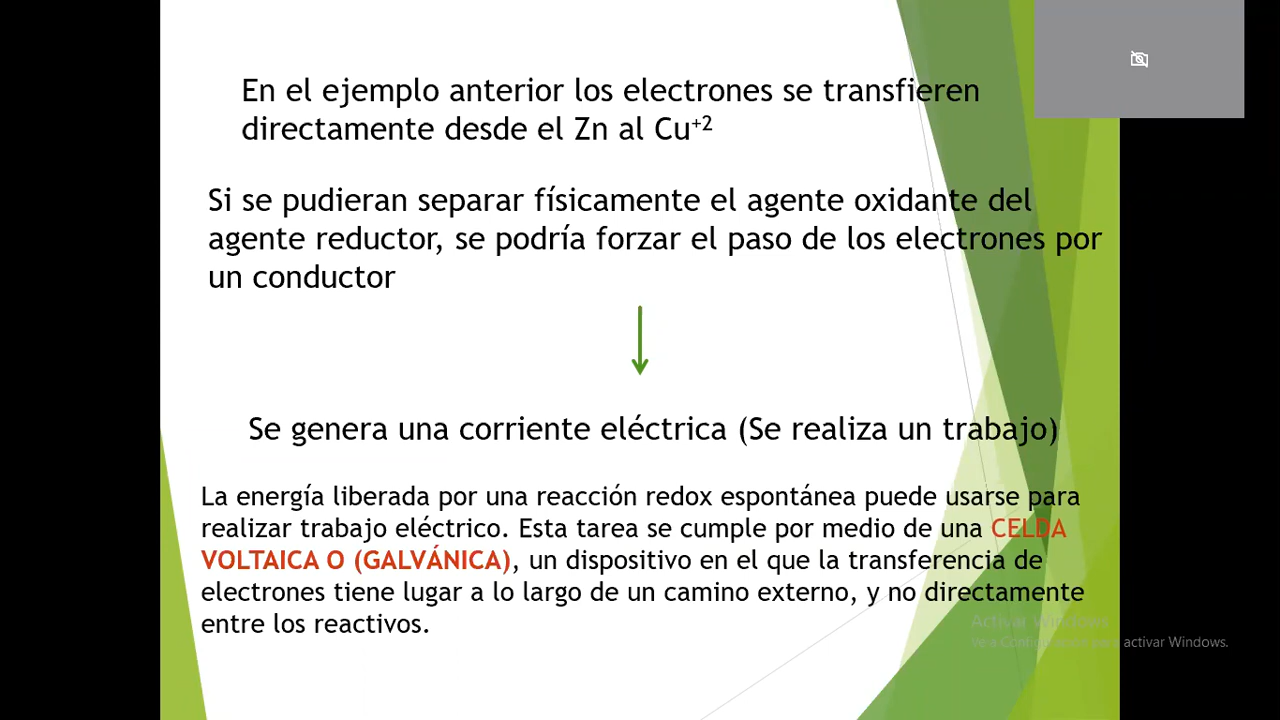 En el ejemplo anterior los electrones se transfieren
directamente desde el Zn al Cu⁺²
Si se pudieran separar físicamente el agente oxidante del
agente reductor, se podría forzar el paso de los electrones por
un conductor
Se genera una corriente eléctrica (Se realiza un trabajo)
La energía liberada por una reacción redox espontánea puede usarse para
realizar trabajo eléctrico. Esta tarea se cumple por medio de una CELDA
VOLTAICA O (GALVÁNICA), un dispositivo en el que la transferencia de
electrones tiene lugar a lo largo de un camino externo, y no directamente
entre los reactivos.
Activar Windows
Ve a Configuración para activar Windows.